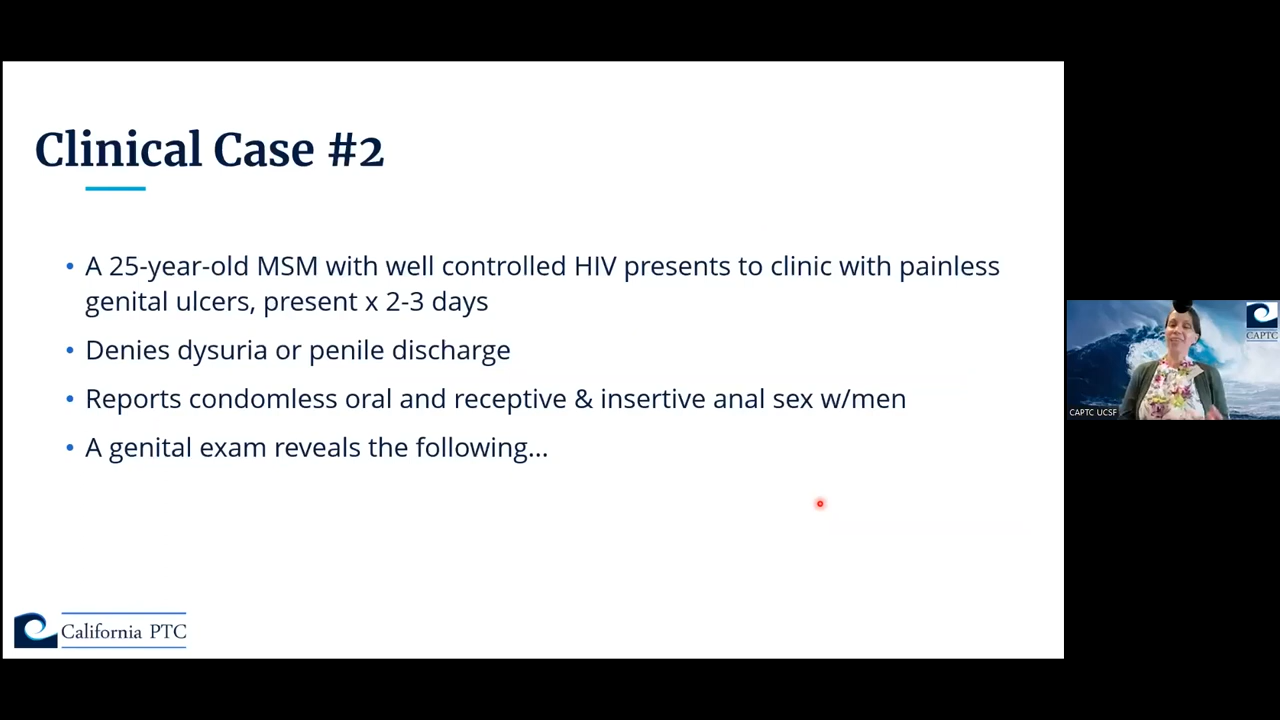 Clinical Case #2
• A 25-year-old MSM with well controlled HIV presents to clinic with painless
genital ulcers, present x 2-3 days
• Denies dysuria or penile discharge
• Reports condomless oral and receptive & insertive anal sex w/men
• A genital exam reveals the following...
California PTC
CAPTC
CAPTC UCSF